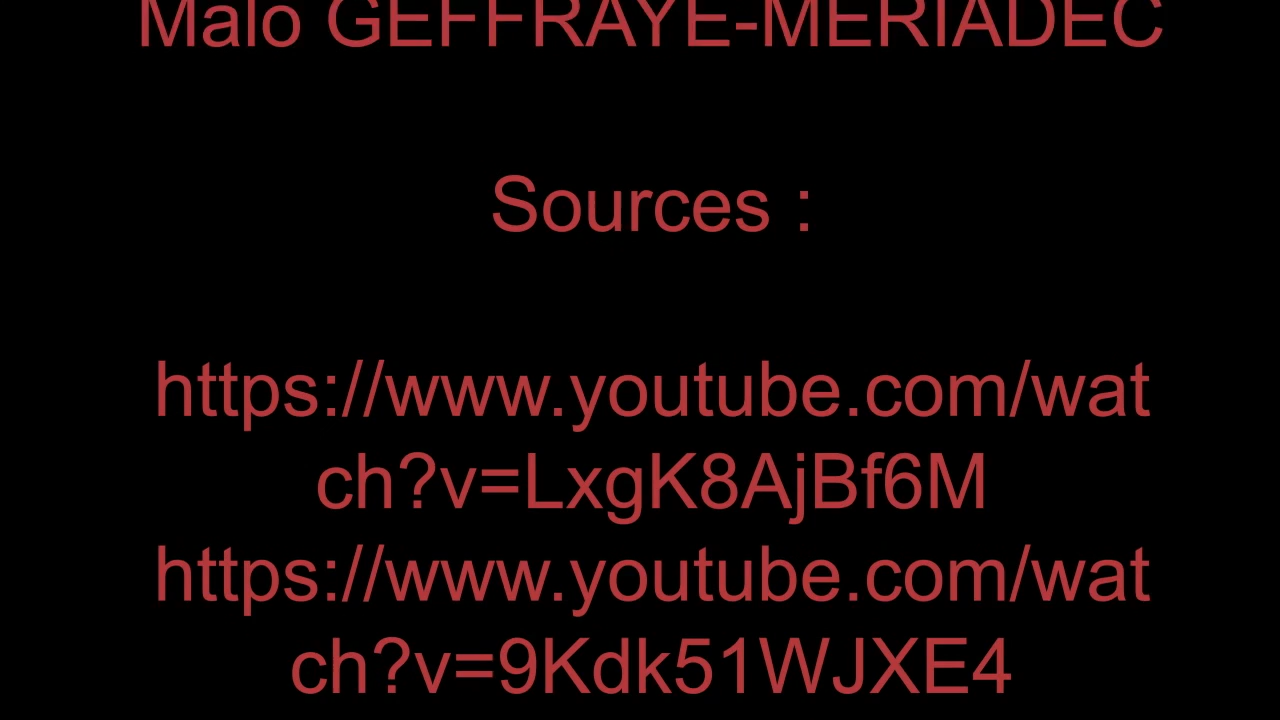 Malo GEFFRAYE-MERIADEC
Sources :
https://www.youtube.com/wat
ch?v=LxgK8AjBf6M
https://www.youtube.com/wat
ch?v=9Kdk51WJXE4